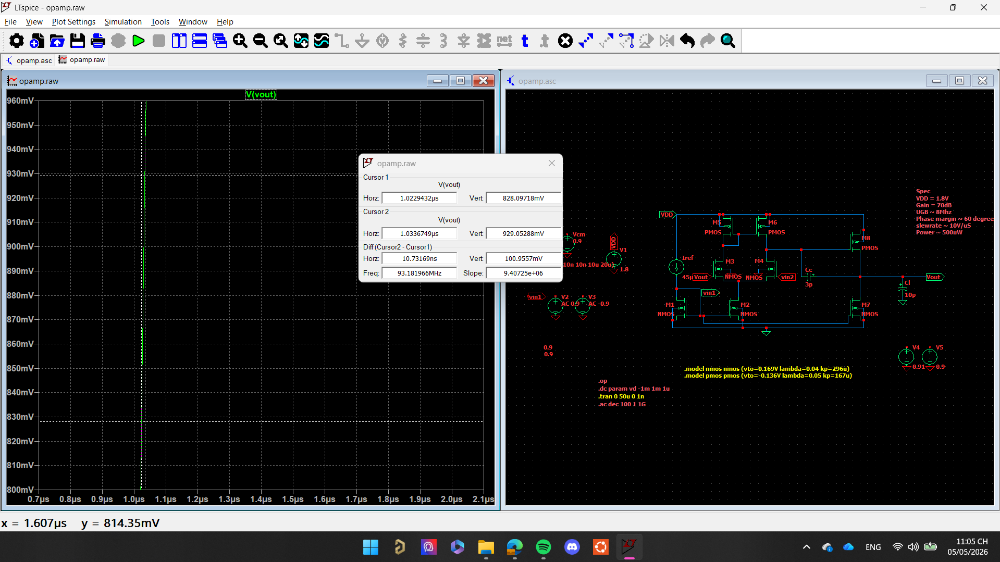 LTspice - opamp.raw
File View Plot Settings Simulation Tools Window Help
opamp.asc opamp.raw
opamp.raw
V(vout)
960mV
950mV
940mV
930mV
920mV
910mV
900mV
890mV
880mV
870mV
860mV
850mV
840mV
830mV
820mV
810mV
800mV
0.7µs 0.8µs 0.9µs 1.0µs 1.1µs 1.2µs 1.3µs 1.4µs 1.5µs 1.6µs 1.7µs 1.8µs 1.9µs 2.0µs 2.1µs
opamp.raw
Cursor 1
V(vout)
Horz: 1.0229432µs Vert: 828.09718mV
Cursor 2
V(vout)
Horz: 1.0336749µs Vert: 929.05288mV
Diff (Cursor2 - Cursor1)
Horz: 10.73169ns Vert: 100.9557mV
Freq: 93.181966MHz Slope: 9.40725e+06
opamp.asc
Spec
VDD = 1.8V
Gain = 70dB
UGB ~ 8Mhz
Phase margin ~ 60 degree
slewrate ~ 10V/uS
Power ~ 500uW
Vcm
0.9
10n 10n 10u 20u
VDD
V1
1.8
vin1
V2
AC 0.9
V3
AC -0.9
0.9
0.9
VDD
M5
PMOS
M6
PMOS
M8
PMOS
Iref
45µ
Vout
M3
NMOS
M4
NMOS
vin2
vin1
Cc
3p
Vout
Cl
10p
M1
NMOS
M2
NMOS
M7
NMOS
V4
0.91
V5
0.9
.model nmos nmos (vto=0.169V lambda=0.04 kp=296u)
.model pmos pmos (vto=-0.136V lambda=0.05 kp=167u)
.op
.dc param vd -1m 1m 1u
.tran 0 50u 0 1n
.ac dec 100 1 1G
x = 1.607µs y = 814.35mV
ENG
11:05 CH
05/05/2026